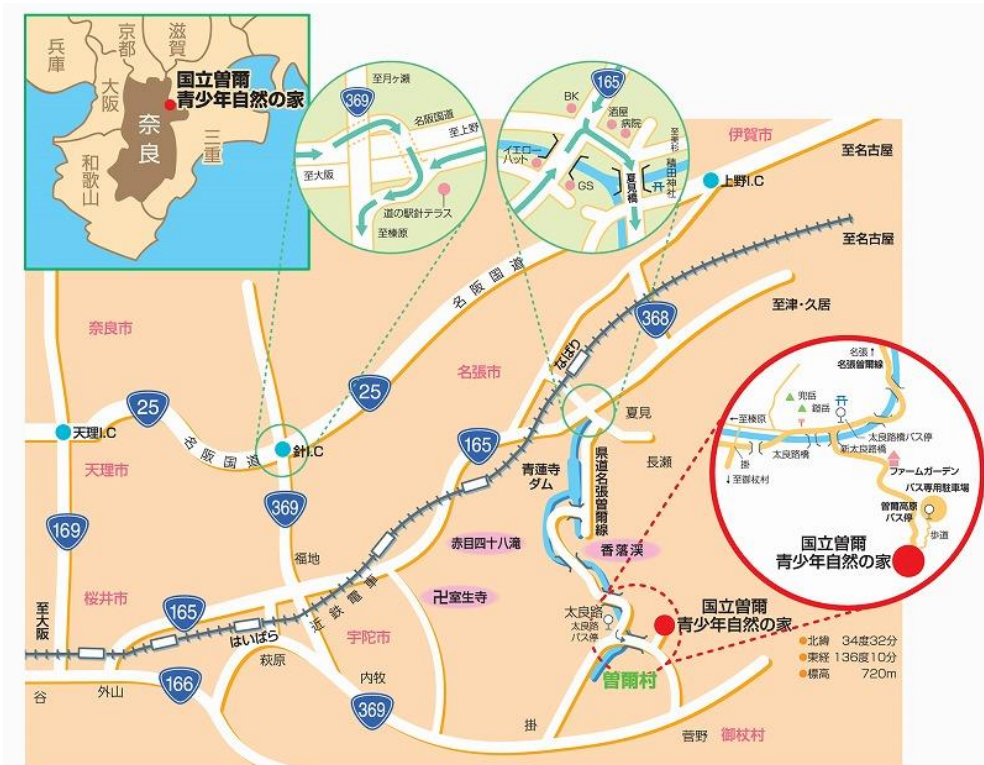 兵庫
京都
滋賀
大阪
奈良
和歌山
三重
国立曽爾
青少年自然の家
至月ヶ瀬
369
名阪国道
至上野
至大阪
道の駅針テラス
至榛原
165
BK
酒屋
病院
イエロー
ハット
GS
夏見橋
至美杉
積田神社
伊賀市
至名古屋
上野I.C
至名古屋
名阪国道
368
至津・久居
奈良市
名張市
なばり
25
25
夏見
天理I.C
名阪国道
針I.C
165
長瀬
天理市
青蓮寺
ダム
県道名張曽爾線
369
169
赤目四十八滝
香落渓
福地
卍室生寺
桜井市
至大阪
165
近鉄電車
はいばら
宇陀市
太良路
太良路
バス停
国立曽爾
青少年自然の家
萩原
外山
谷
166
内牧
369
曽爾村
掛
菅野
御杖村
北緯 34度32分
東経 136度10分
標高 720m
名張↑
名張曽爾線
兜岳
鎧岳
←至榛原
太良路橋バス停
掛
太良路橋
新太良路橋
↓至御杖村
ファームガーデン
バス専用駐車場
曽爾高原
バス停
歩道
国立曽爾
青少年自然の家